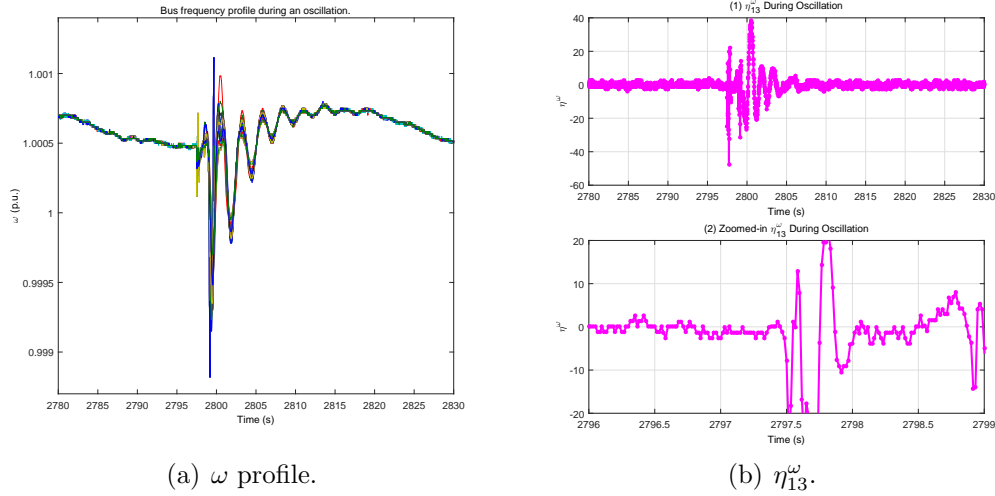 Bus frequency profile during an oscillation.
1.001
1.0005
1
0.9995
0.999
ω (p.u.)
2780 2785 2790 2795 2800 2805 2810 2815 2820 2825 2830
Time (s)
(a) ω profile.
(1) η₁₃^ω During Oscillation
40
20
0
-20
-40
-60
η^ω
2780 2785 2790 2795 2800 2805 2810 2815 2820 2825 2830
Time (s)
(2) Zoomed-in η₁₃^ω During Oscillation
20
10
0
-10
-20
η^ω
2796 2796.5 2797 2797.5 2798 2798.5 2799
Time (s)
(b) η₁₃^ω.